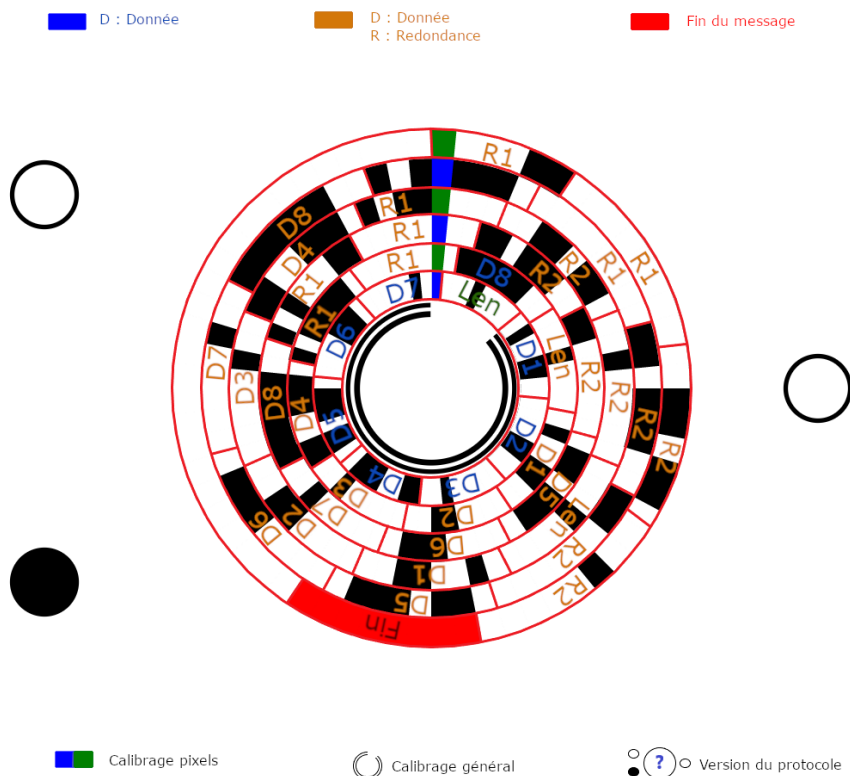 D : Donnée
D : Donnée
R : Redondance
Fin du message
Len
D1
D2
D3
D4
D5
D6
D7
D8
Len
D1
D2
D3
D4
R1
R1
R2
R2
D5
D6
D7
D8
R1
R1
R2
R2
Len
D1
D2
D3
D4
R1
R1
R2
R2
D5
D6
D7
D8
R1
R1
R2
R2
Fin
Calibrage pixels
Calibrage général
?
Version du protocole